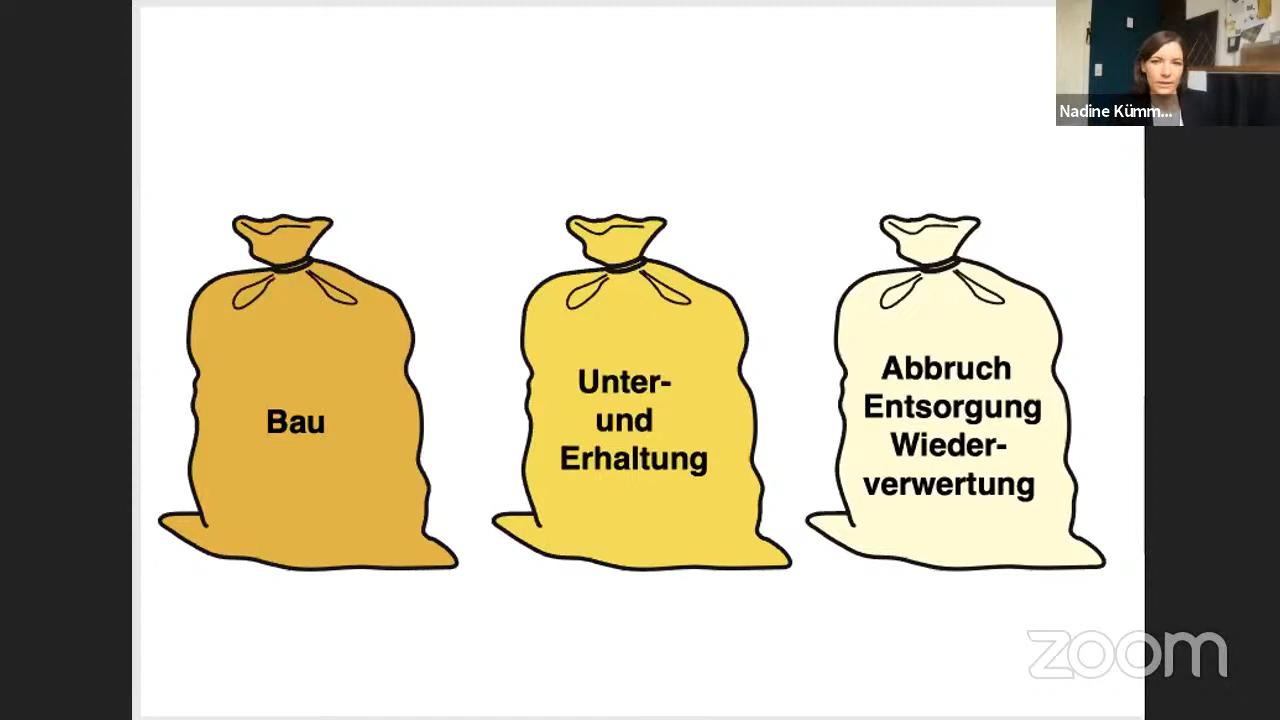 Nadine Kümm...
Bau
Unter-
und
Erhaltung
Abbruch
Entsorgung
Wieder-
verwertung
zoom